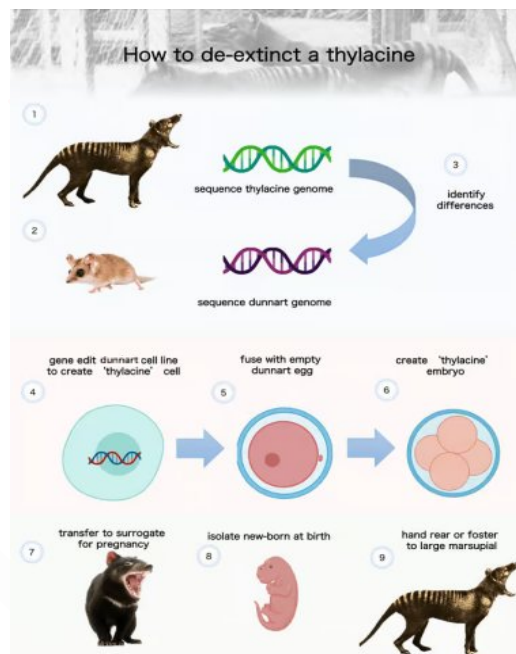 How to de-extinct a thylacine
1
sequence thylacine genome
3
identify
differences
2
sequence dunnart genome
gene edit dunnart cell line
to create 'thylacine' cell
fuse with empty
dunnart egg
create 'thylacine'
embryo
4
5
6
transfer to surrogate
for pregnancy
isolate new-born at birth
hand rear or foster
to large marsupial
7
8
9